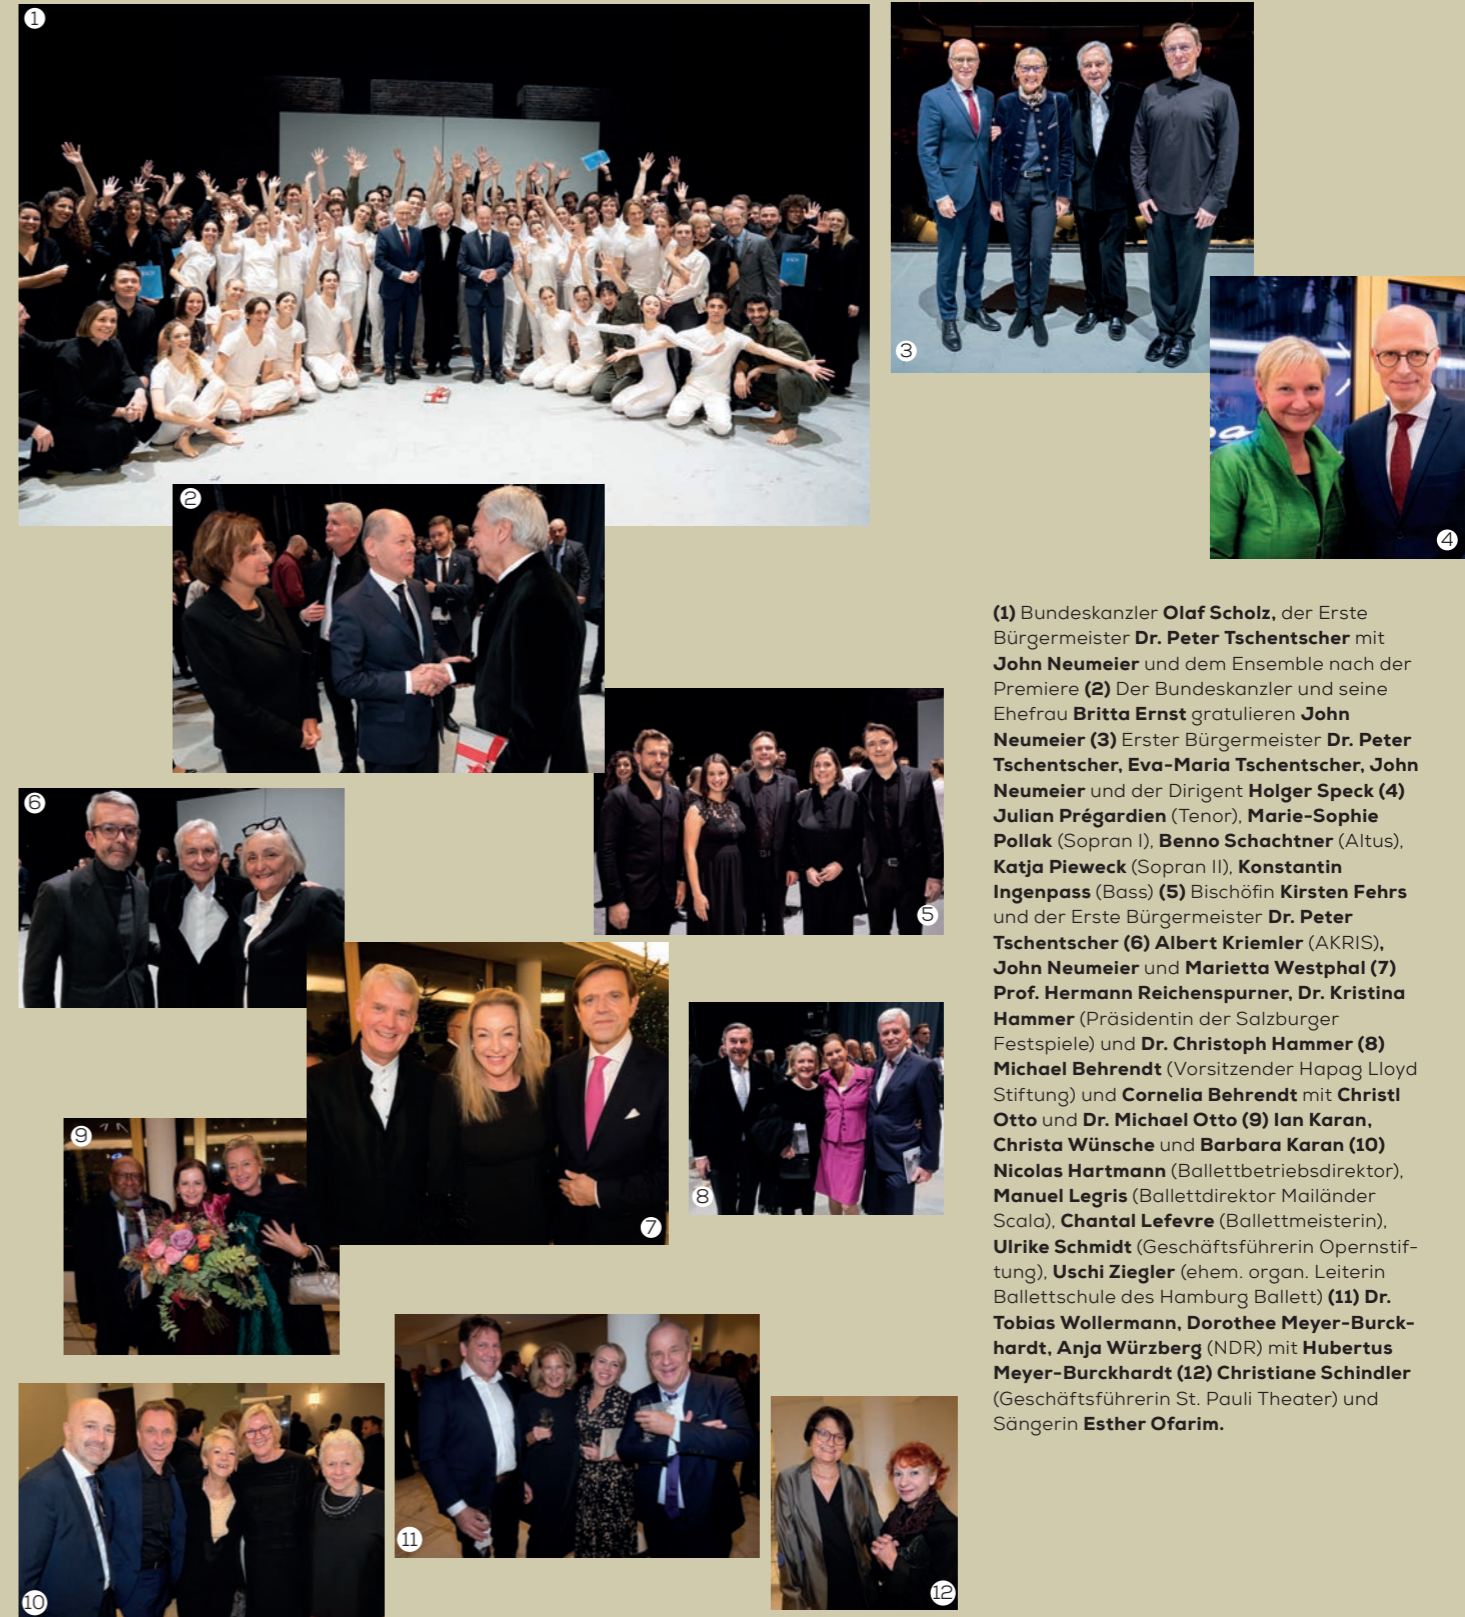 1
2
3
4
5
6
7
8
9
10
11
12
(1) Bundeskanzler Olaf Scholz, der Erste
Bürgermeister Dr. Peter Tschentscher mit
John Neumeier und dem Ensemble nach der
Premiere (2) Der Bundeskanzler und seine
Ehefrau Britta Ernst gratulieren John
Neumeier (3) Erster Bürgermeister Dr. Peter
Tschentscher, Eva-Maria Tschentscher, John
Neumeier und der Dirigent Holger Speck (4)
Julian Prégardien (Tenor), Marie-Sophie
Pollak (Sopran I), Benno Schachtner (Altus),
Katja Pieweck (Sopran II), Konstantin
Ingenpass (Bass) (5) Bischöfin Kirsten Fehrs
und der Erste Bürgermeister Dr. Peter
Tschentscher (6) Albert Kriemler (AKRIS),
John Neumeier und Marietta Westphal (7)
Prof. Hermann Reichenspurner, Dr. Kristina
Hammer (Präsidentin der Salzburger
Festspiele) und Dr. Christoph Hammer (8)
Michael Behrendt (Vorsitzender Hapag Lloyd
Stiftung) und Cornelia Behrendt mit Christl
Otto und Dr. Michael Otto (9) Ian Karan,
Christa Wünsche und Barbara Karan (10)
Nicolas Hartmann (Ballettbetriebsdirektor),
Manuel Legris (Ballettdirektor Mailänder
Scala), Chantal Lefevre (Ballettmeisterin),
Ulrike Schmidt (Geschäftsführerin Opernstif-
tung), Uschi Ziegler (ehem. organ. Leiterin
Ballettschule des Hamburg Ballett) (11) Dr.
Tobias Wollermann, Dorothee Meyer-Burck-
hardt, Anja Würzberg (NDR) mit Hubertus
Meyer-Burckhardt (12) Christiane Schindler
(Geschäftsführerin St. Pauli Theater) und
Sängerin Esther Ofarim.